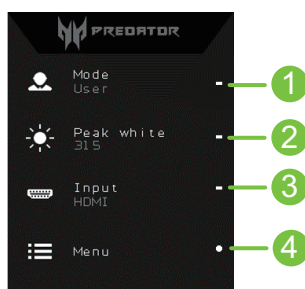 PREDATOR
Mode
User
1
Peak white
315
2
Input
HDMI
3
Menu
4